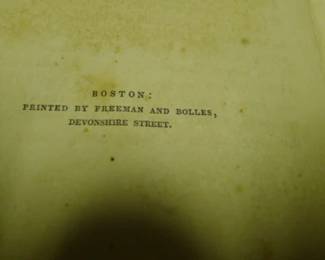 BOSTON:
PRINTED BY FREEMAN AND BOLLES,
DEVONSHIRE STREET.